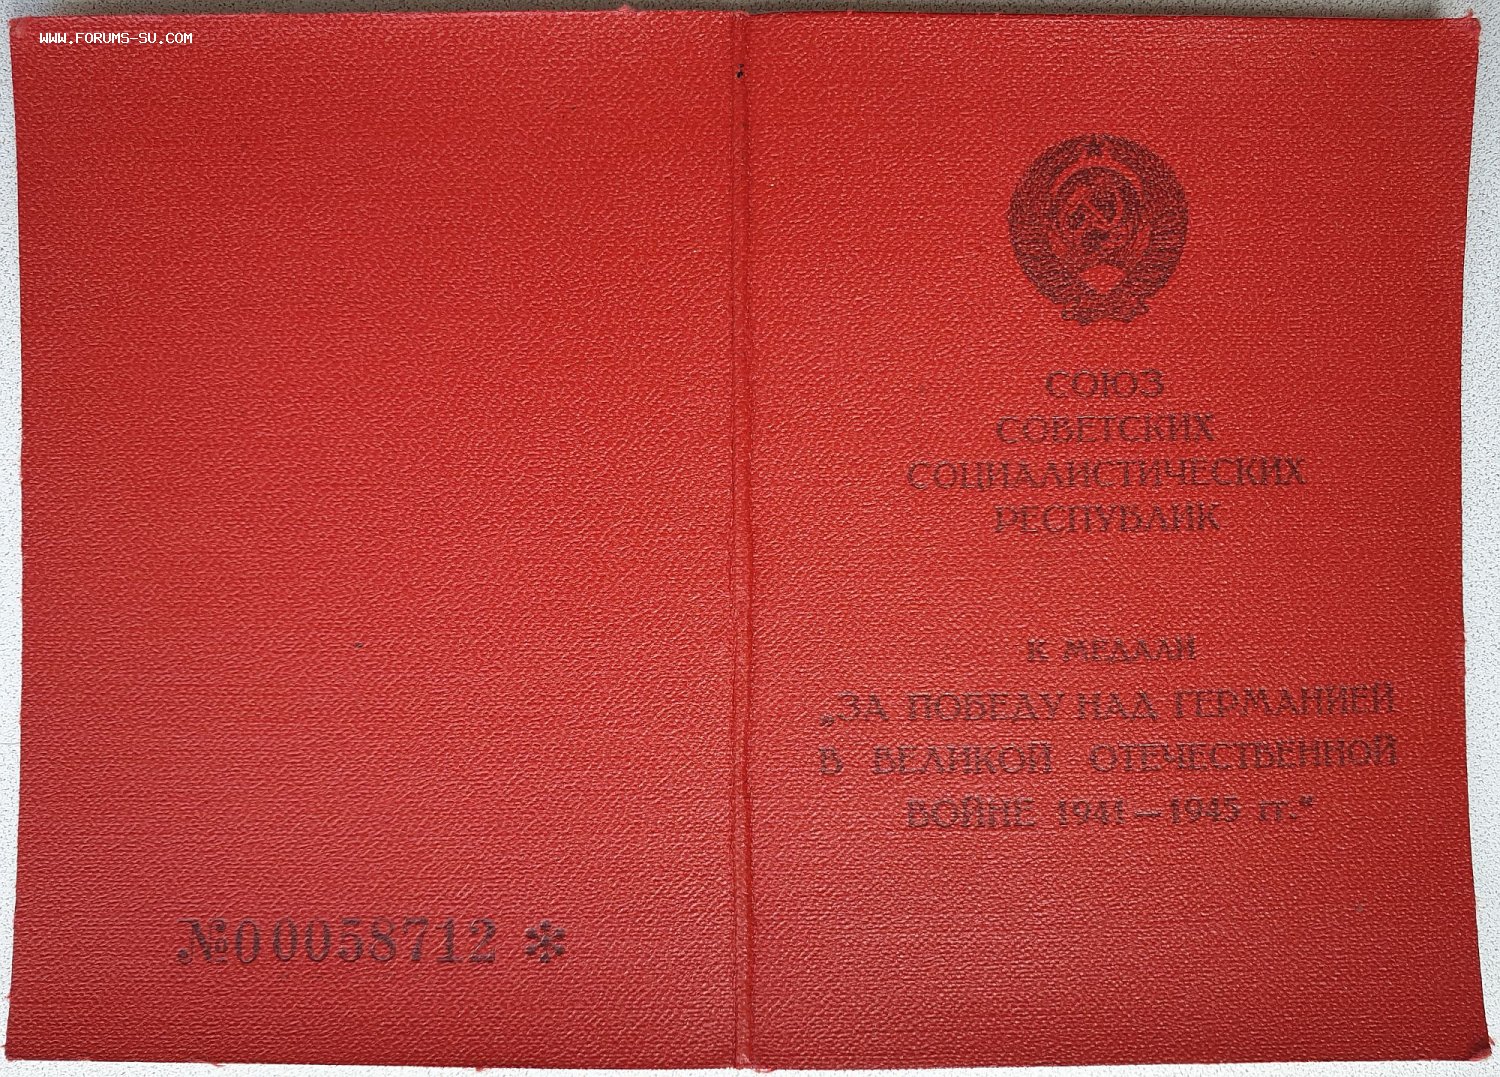 WWW.FORUMS-SU.COM
СОЮЗ
СОВЕТСКИХ
СОЦИАЛИСТИЧЕСКИХ
РЕСПУБЛИК
К МЕДАЛИ
„ЗА ПОБЕДУ НАД ГЕРМАНИЕЙ
В ВЕЛИКОЙ ОТЕЧЕСТВЕННОЙ
ВОЙНЕ 1941 — 1945 гг.“
№00058712 *